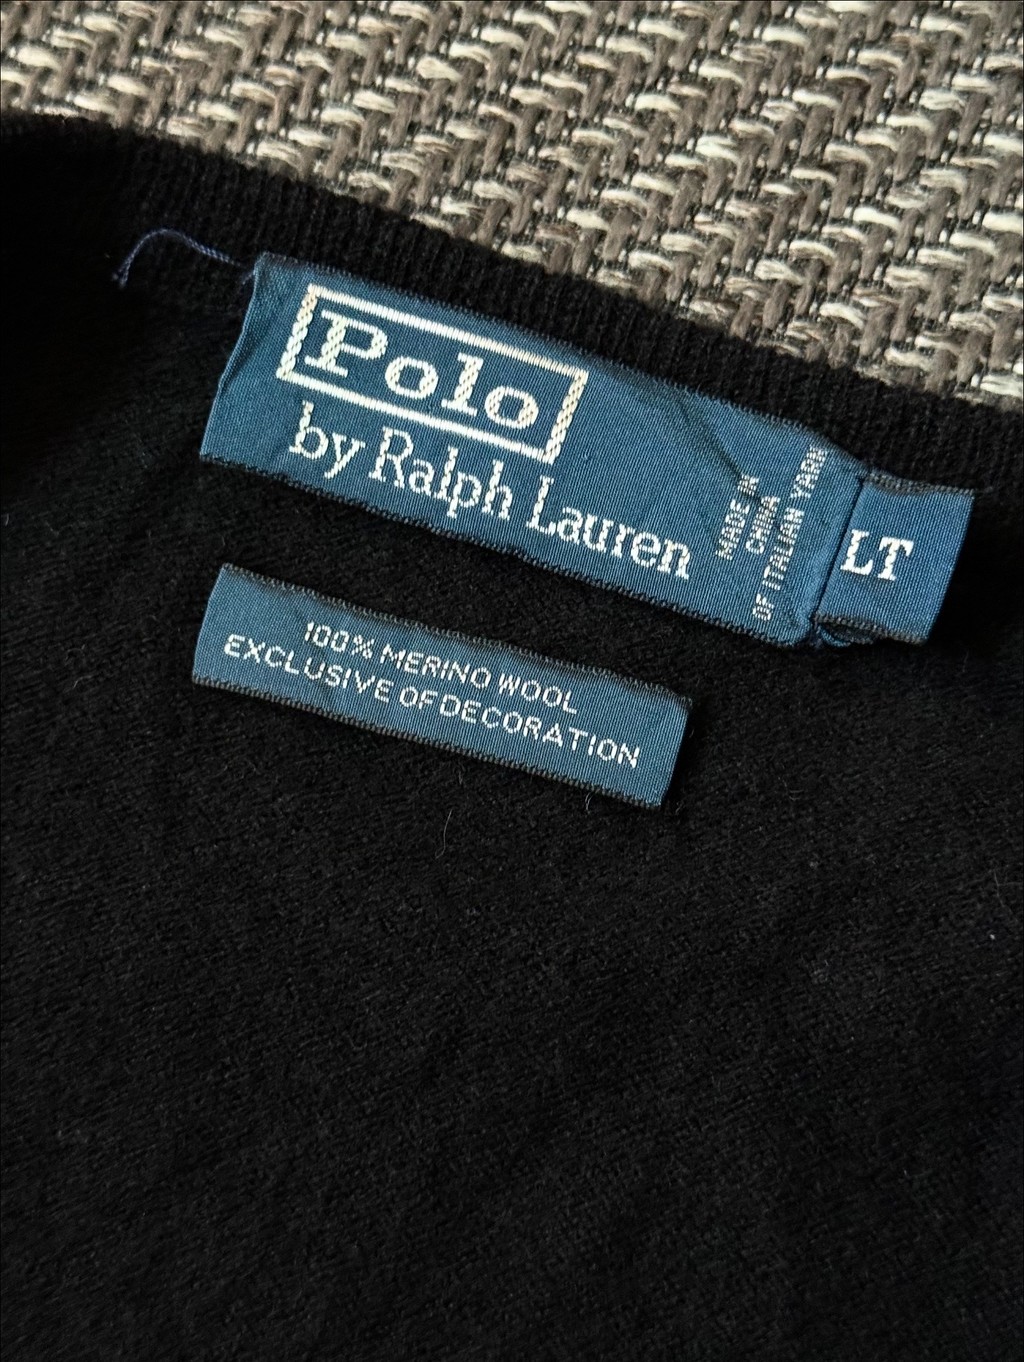 Polo
by Ralph Lauren
MADE IN
CHINA
OF ITALIAN YARN
LT
100% MERINO WOOL
EXCLUSIVE OF DECORATION